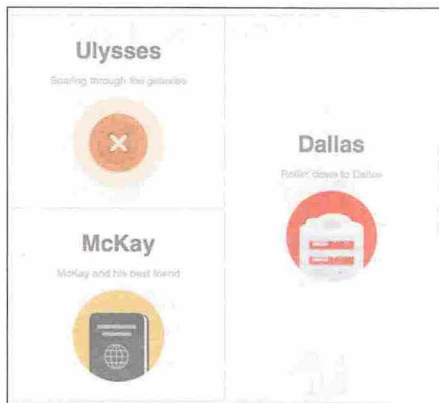 Ulysses
Soaring through the galaxies
McKay
McKay and his best friend
Dallas
Rollin' down to Dallas